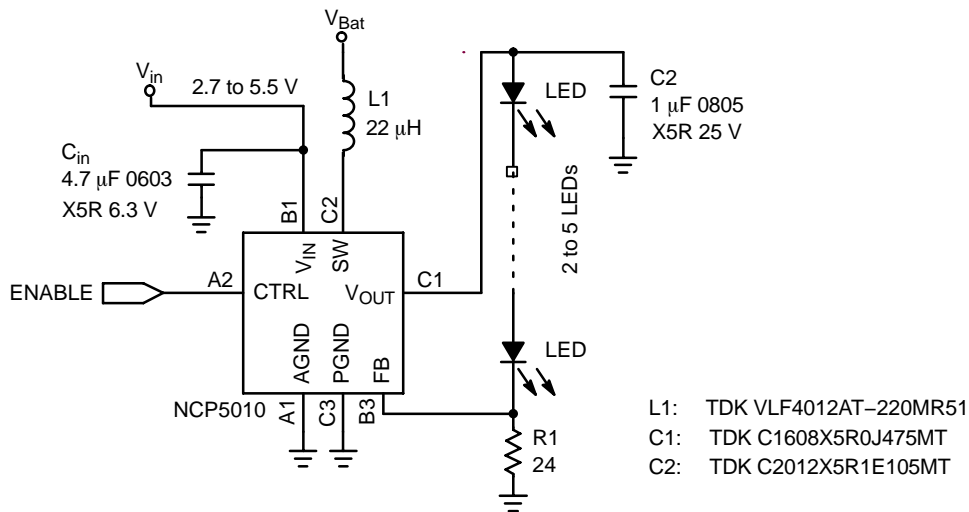 VBat
Vin
2.7 to 5.5 V
L1
22 μH
LED
C2
1 μF 0805
X5R 25 V
Cin
4.7 μF 0603
X5R 6.3 V
B1
C2
2 to 5 LEDs
VIN
SW
ENABLE
A2
CTRL
VOUT
C1
AGND
PGND
FB
LED
NCP5010
A1
C3
B3
R1
24
L1: TDK VLF4012AT−220MR51
C1: TDK C1608X5R0J475MT
C2: TDK C2012X5R1E105MT